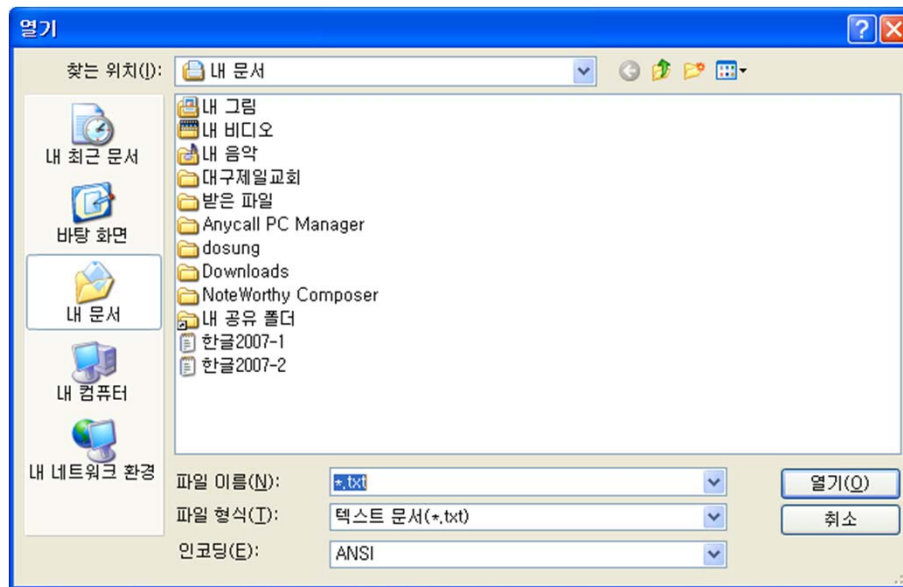 열기
찾는 위치(I): 내 문서
내 최근 문서
바탕 화면
내 문서
내 컴퓨터
내 네트워크 환경
내 그림
내 비디오
내 음악
대구제일교회
받은 파일
Anycall PC Manager
dosung
Downloads
NoteWorthy Composer
내 공유 폴더
한글2007-1
한글2007-2
파일 이름(N): *.txt 열기(O)
파일 형식(T): 텍스트 문서(*.txt) 취소
인코딩(E): ANSI